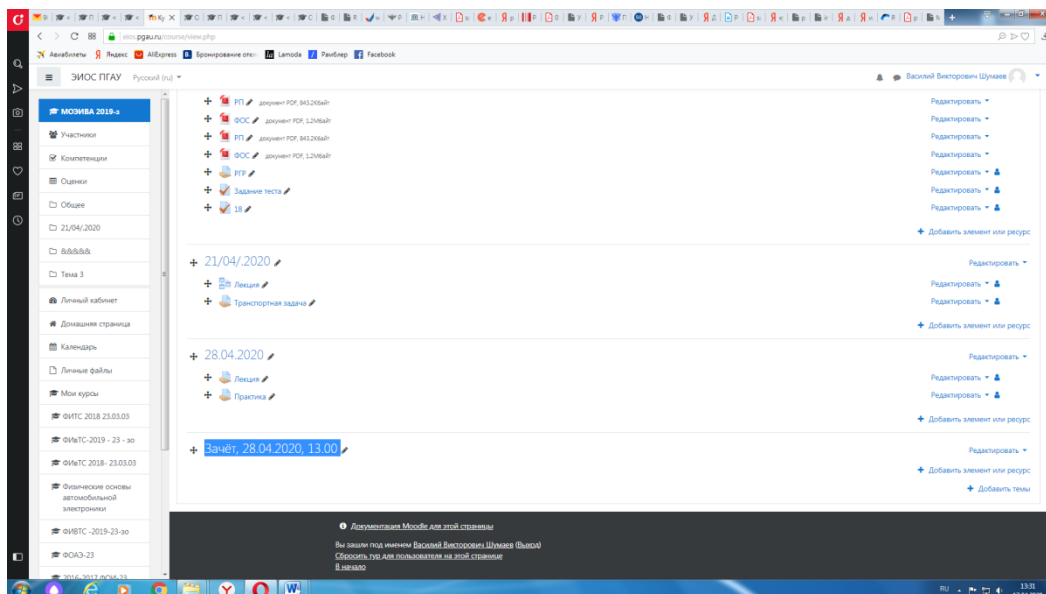 eios.pgau.ru/course/view.php
Авиабилеты Яндекс AliExpress Lamoda Рамблер Facebook
ЭИОС ПГАУ Русский (ru)
Василий Викторович Шумаев
МОЭИВА 2019-з
Участники
Компетенции
Оценки
Общее
21/04/.2020
&&&&&
Тема 3
Личный кабинет
Домашняя страница
Календарь
Личные файлы
Мои курсы
ФИТС 2018 23.03.03
ФИвТС-2019 - 23 - зо
ФИвТС 2018- 23.03.03
Физические основы
автомобильной
электроники
ФИВТС -2019-23-зо
ФОАЭ-23
РП документ PDF, 843.2Кбайт Редактировать
ФОС документ PDF, 1.2Мбайт Редактировать
РП документ PDF, 843.2Кбайт Редактировать
ФОС документ PDF, 1.2Мбайт Редактировать
РГР Редактировать
Задание теста Редактировать
18 Редактировать
Добавить элемент или ресурс
21/04/.2020 Редактировать
Лекция Редактировать
Транспортная задача Редактировать
Добавить элемент или ресурс
28.04.2020 Редактировать
Лекция Редактировать
Практика Редактировать
Добавить элемент или ресурс
Зачёт, 28.04.2020, 13.00 Редактировать
Добавить элемент или ресурс
Добавить темы
Документация Moodle для этой страницы
Вы зашли под именем Василий Викторович Шумаев (Выход)
Сбросить тур для пользователя на этой странице
В начало
RU 13:31